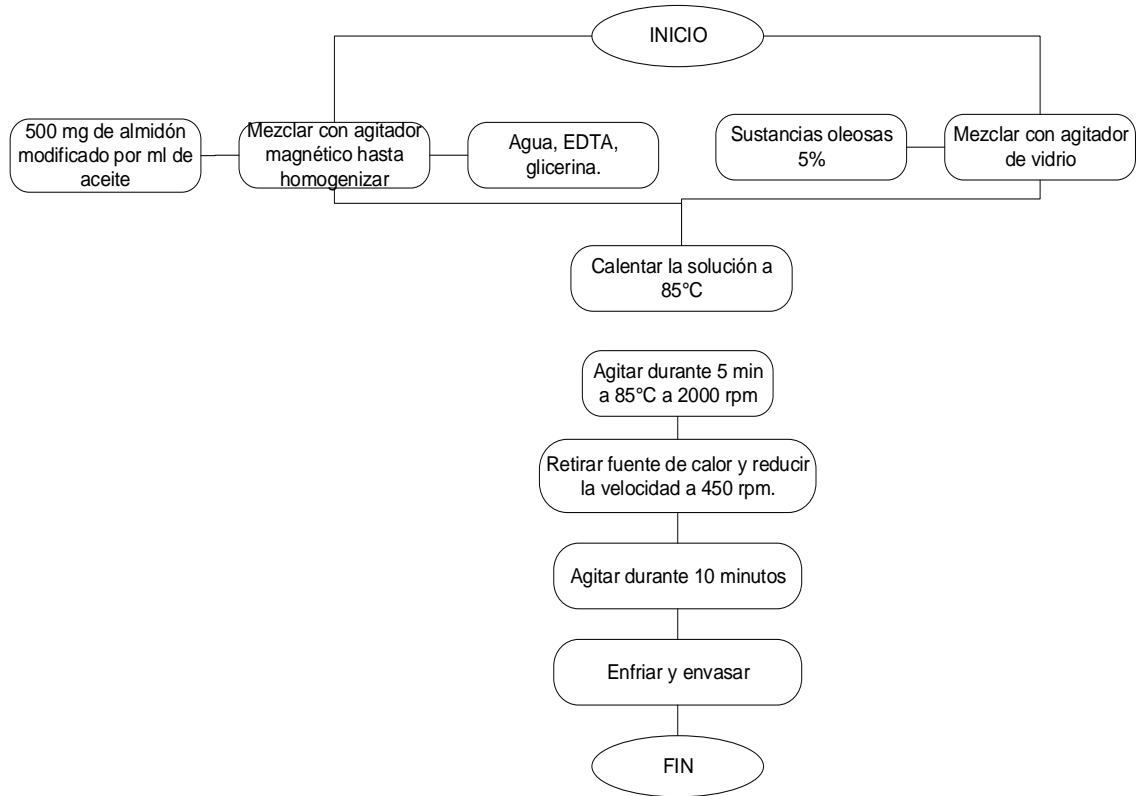 INICIO
500 mg de almidón
modificado por ml de
aceite
Mezclar con agitador
magnético hasta
homogenizar
Agua, EDTA,
glicerina.
Sustancias oleosas
5%
Mezclar con agitador
de vidrio
Calentar la solución a
85°C
Agitar durante 5 min
a 85°C a 2000 rpm
Retirar fuente de calor y reducir
la velocidad a 450 rpm.
Agitar durante 10 minutos
Enfriar y envasar
FIN